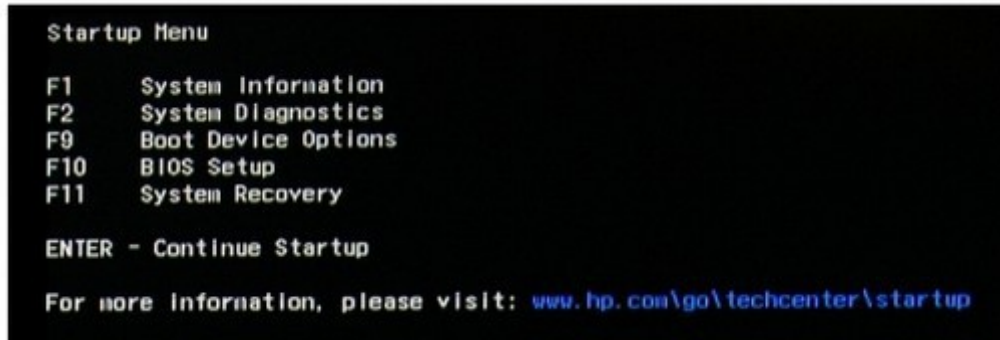 Startup Menu
F1 System Information
F2 System Diagnostics
F9 Boot Device Options
F10 BIOS Setup
F11 System Recovery
ENTER - Continue Startup
For more information, please visit: www.hp.com\go\techcenter\startup